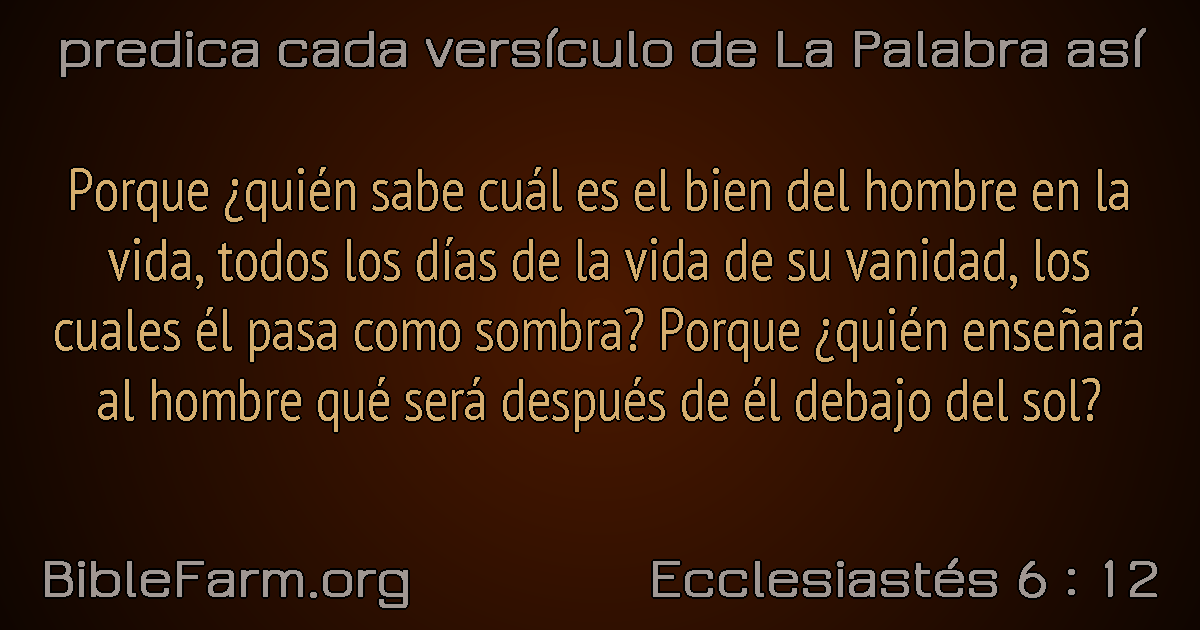 predica cada versículo de La Palabra así
Porque ¿quién sabe cuál es el bien del hombre en la
vida, todos los días de la vida de su vanidad, los
cuales él pasa como sombra? Porque ¿quién enseñará
al hombre qué será después de él debajo del sol?
BibleFarm.org
Ecclesiastés 6 : 12